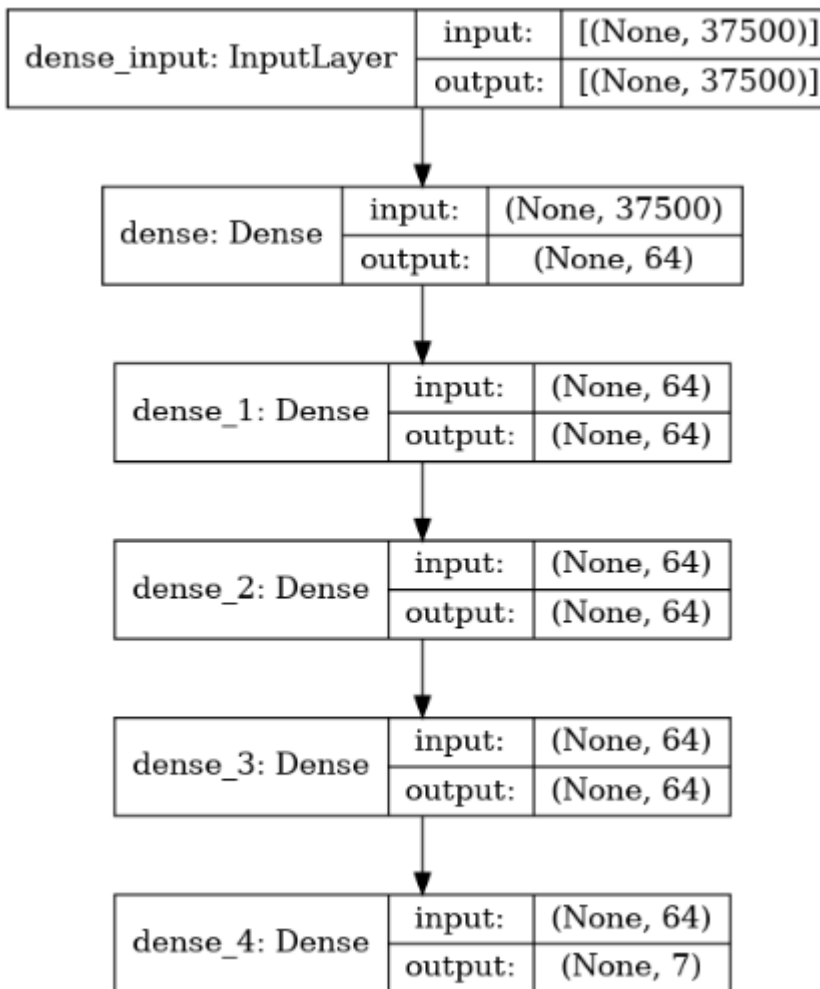 dense_input: InputLayer
input: [(None, 37500)]
output: [(None, 37500)]
dense: Dense
input: (None, 37500)
output: (None, 64)
dense_1: Dense
input: (None, 64)
output: (None, 64)
dense_2: Dense
input: (None, 64)
output: (None, 64)
dense_3: Dense
input: (None, 64)
output: (None, 64)
dense_4: Dense
input: (None, 64)
output: (None, 7)